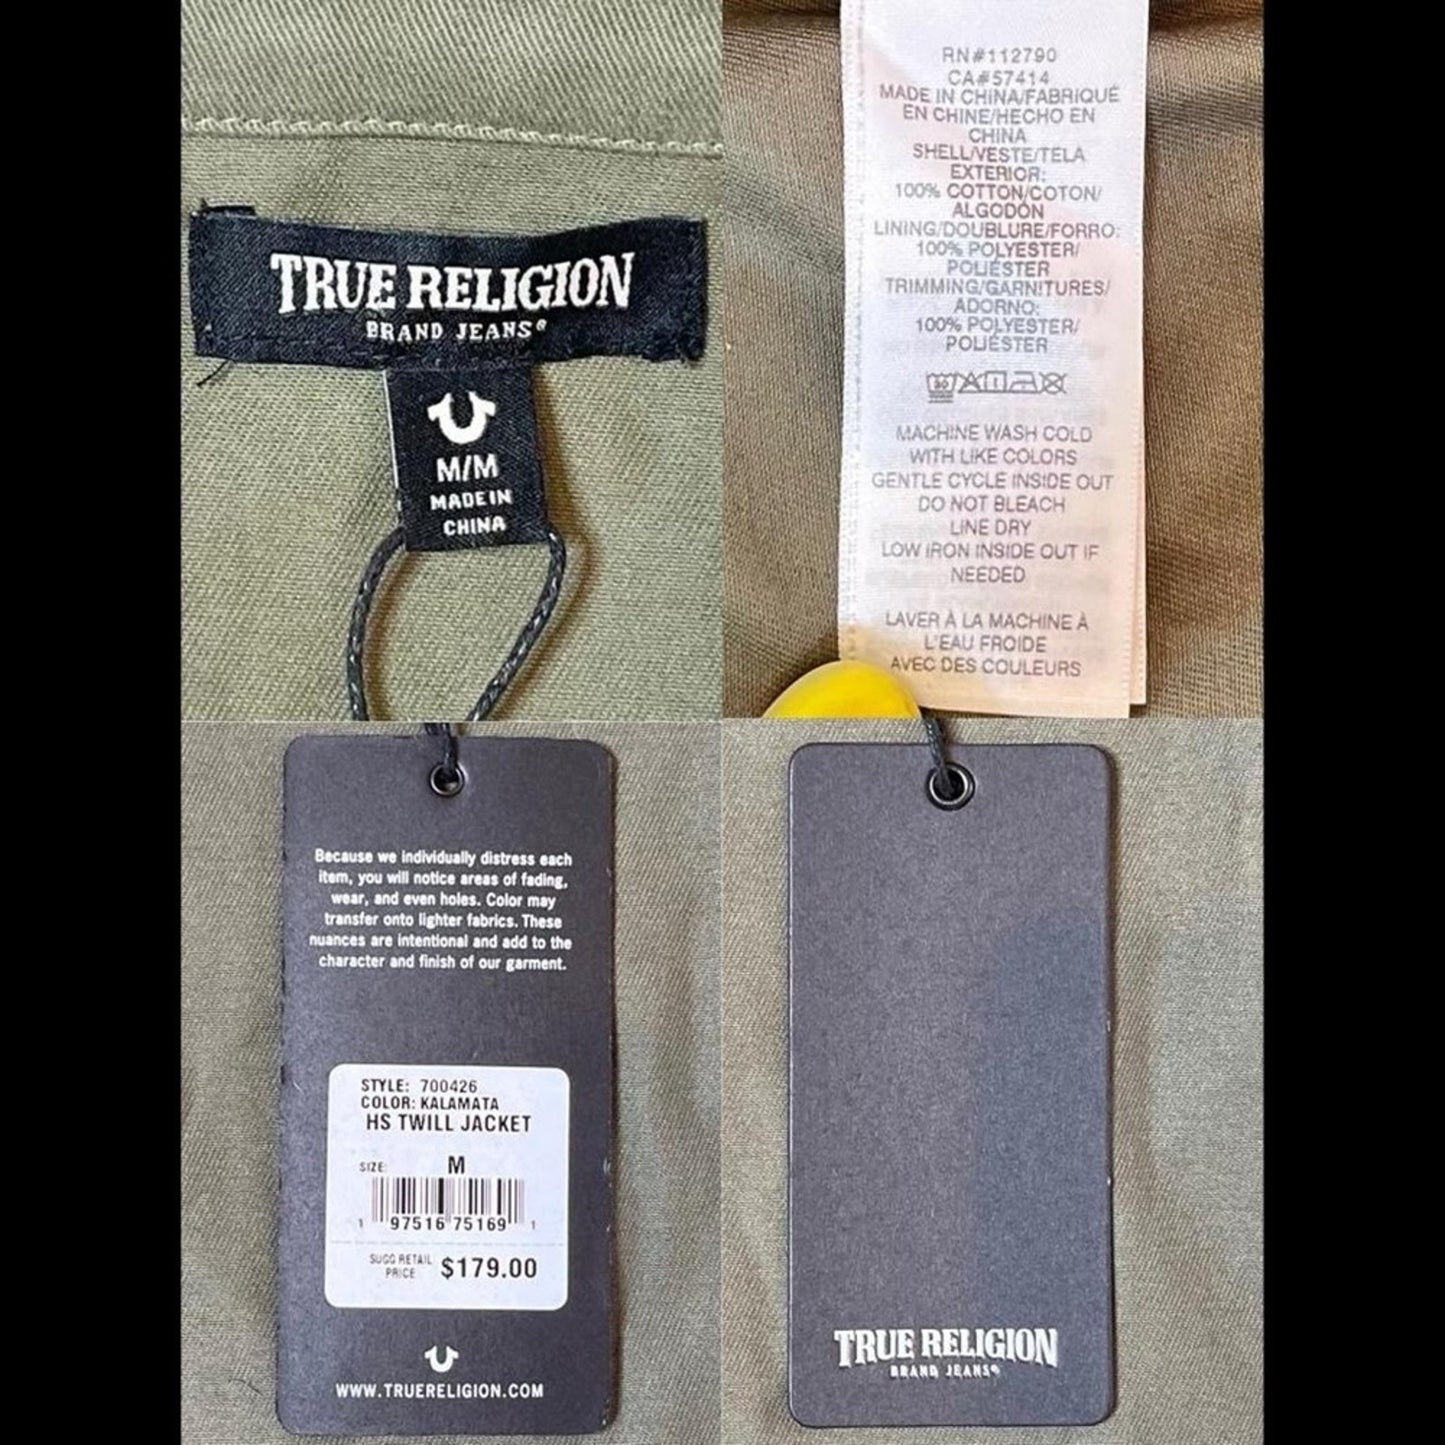 TRUE RELIGION
BRAND JEANS®
M/M
MADE IN
CHINA
RN#112790
CA#57414
MADE IN CHINA/FABRIQUÉ
EN CHINE/HECHO EN
CHINA
SHELL/VESTE/TELA
EXTERIOR:
100% COTTON/COTON/
ALGODÓN
LINING/DOUBLURE/FORRO:
100% POLYESTER/
POLIÉSTER
TRIMMING/GARNITURES/
ADORNO:
100% POLYESTER/
POLIÉSTER
30
MACHINE WASH COLD
WITH LIKE COLORS
GENTLE CYCLE INSIDE OUT
DO NOT BLEACH
LINE DRY
LOW IRON INSIDE OUT IF
NEEDED
LAVER À LA MACHINE À
L'EAU FROIDE
AVEC DES COULEURS
Because we individually distress each
item, you will notice areas of fading,
wear, and even holes. Color may
transfer onto lighter fabrics. These
nuances are intentional and add to the
character and finish of our garment.
STYLE: 700426
COLOR: KALAMATA
HS TWILL JACKET
SIZE: M
1 97516 75169 1
SUGG RETAIL
PRICE $179.00
WWW.TRUERELIGION.COM
TRUE RELIGION
BRAND JEANS®